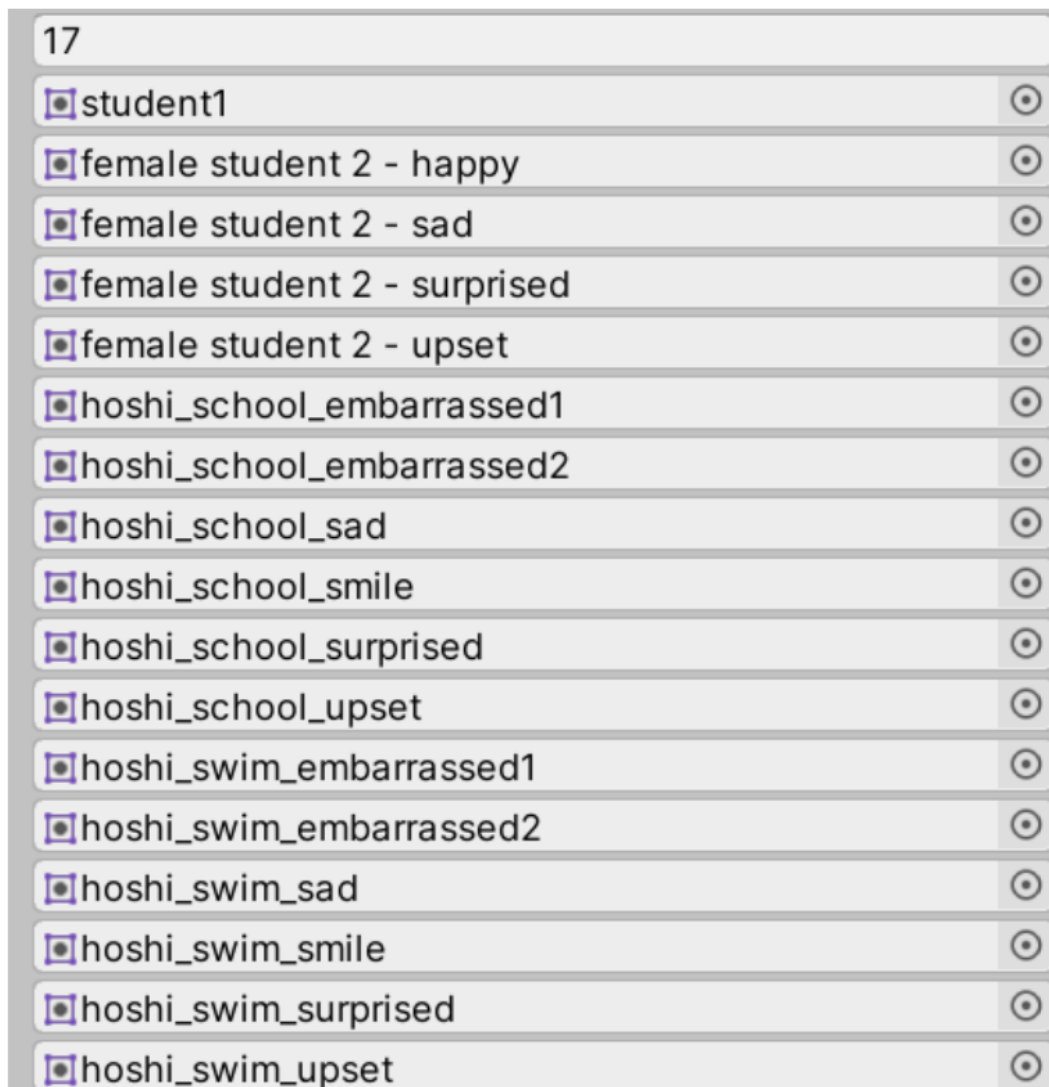 17
student1
female student 2 - happy
female student 2 - sad
female student 2 - surprised
female student 2 - upset
hoshi_school_embarrassed1
hoshi_school_embarrassed2
hoshi_school_sad
hoshi_school_smile
hoshi_school_surprised
hoshi_school_upset
hoshi_swim_embarrassed1
hoshi_swim_embarrassed2
hoshi_swim_sad
hoshi_swim_smile
hoshi_swim_surprised
hoshi_swim_upset